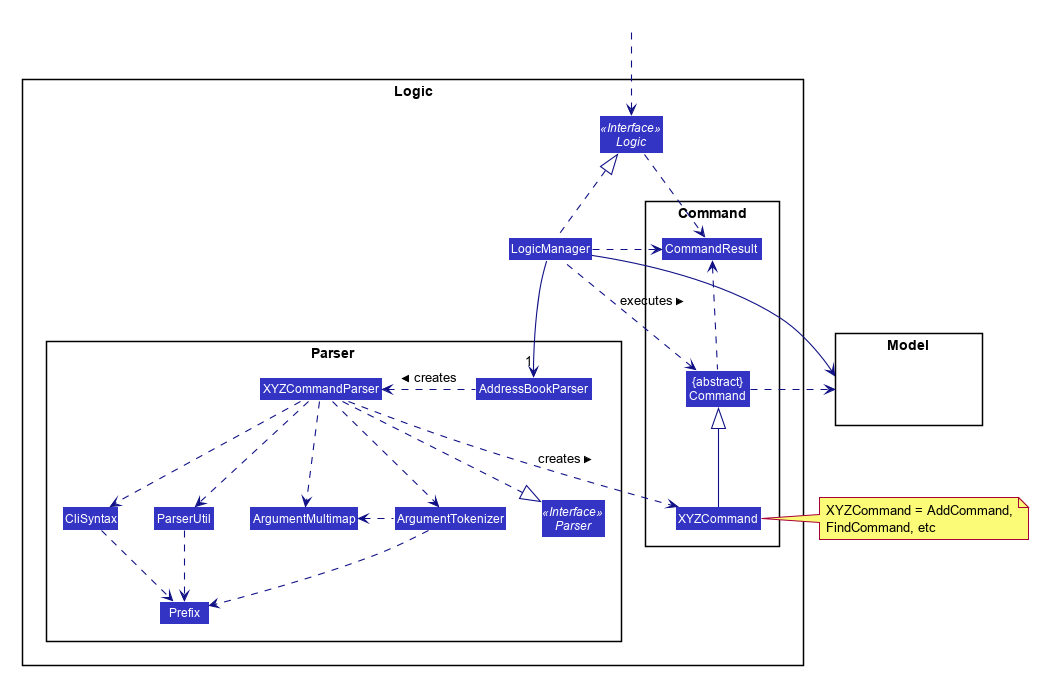 Logic
«Interface»
Logic
Command
LogicManager
CommandResult
executes ►
Model
Parser
1
{abstract}
Command
◄ creates
XYZCommandParser
AddressBookParser
creates ►
CliSyntax
ParserUtil
ArgumentMultimap
ArgumentTokenizer
«Interface»
Parser
XYZCommand
XYZCommand = AddCommand,
FindCommand, etc
Prefix